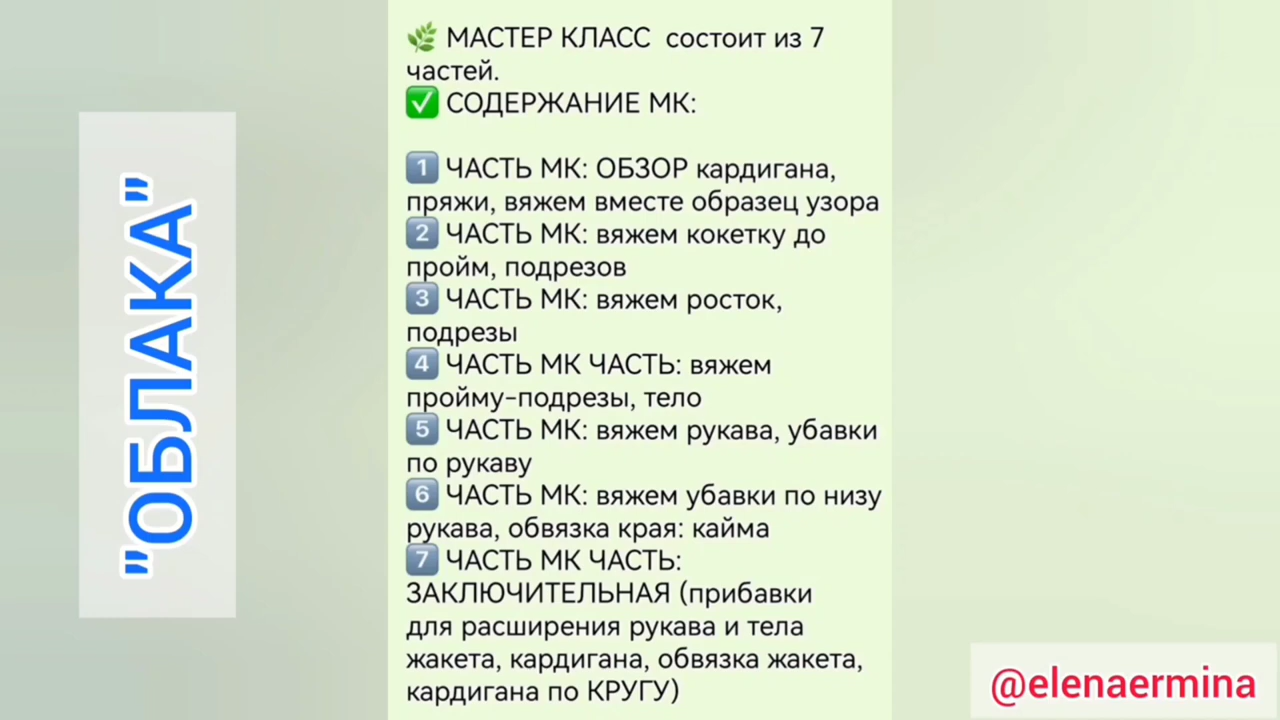 "ОБЛАКА"
🌿 МАСТЕР КЛАСС состоит из 7
частей.
✅ СОДЕРЖАНИЕ МК:
1️⃣ ЧАСТЬ МК: ОБЗОР кардигана,
пряжи, вяжем вместе образец узора
2️⃣ ЧАСТЬ МК: вяжем кокетку до
пройм, подрезов
3️⃣ ЧАСТЬ МК: вяжем росток,
подрезы
4️⃣ ЧАСТЬ МК ЧАСТЬ: вяжем
пройму-подрезы, тело
5️⃣ ЧАСТЬ МК: вяжем рукава, убавки
по рукаву
6️⃣ ЧАСТЬ МК: вяжем убавки по низу
рукава, обвязка края: кайма
7️⃣ ЧАСТЬ МК ЧАСТЬ:
ЗАКЛЮЧИТЕЛЬНАЯ (прибавки
для расширения рукава и тела
жакета, кардигана, обвязка жакета,
кардигана по КРУГУ)
@elenaermina